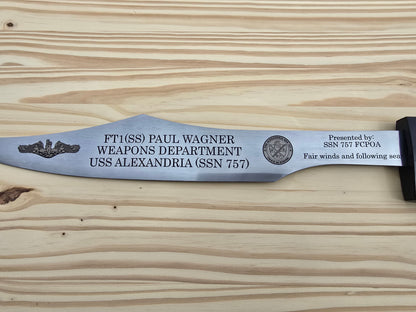 FT1(SS) PAUL WAGNER
WEAPONS DEPARTMENT
USS ALEXANDRIA (SSN 757)
Presented by:
SSN 757 FCPOA
Fair winds and following sea